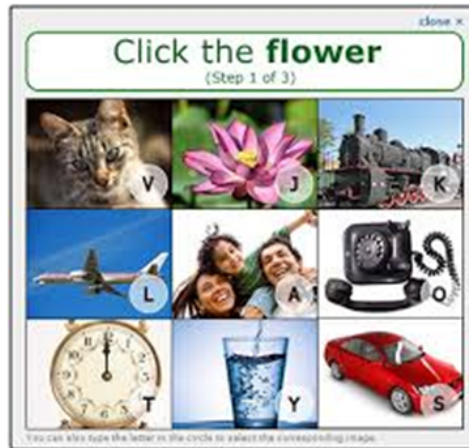 close ×
Click the flower
(Step 1 of 3)
V
J
K
L
A
O
T
Y
S
You can also type the letter in the circle to select the corresponding image.